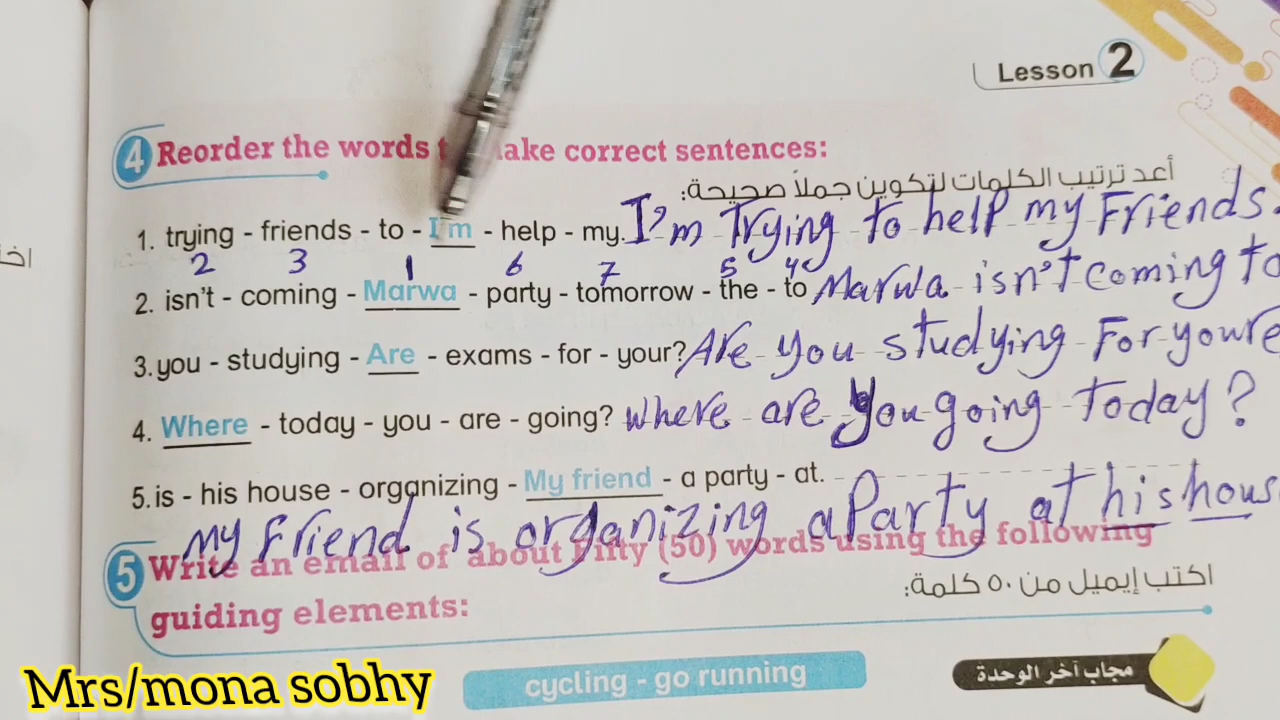 Lesson 2
4 Reorder the words to make correct sentences:
أعد ترتيب الكلمات لتكوين جملاً صحيحة:
1. trying - friends - to - I'm - help - my. I'm Trying to help my Friends.
2 3 1 6 7 5 4
2. isn't - coming - Marwa - party - tomorrow - the - to Marwa isn't coming to
3. you - studying - Are - exams - for - your? Are you studying For youre
4. Where - today - you - are - going? where are you going today?
5. is - his house - organizing - My friend - a party - at.
my friend is organizing a Party at his hous
5 Write an email of about Fifty (50) words using the following
guiding elements:
اكتب إيميل من ٥٠ كلمة:
cycling - go running
مجاب آخر الوحدة
Mrs/mona sobhy